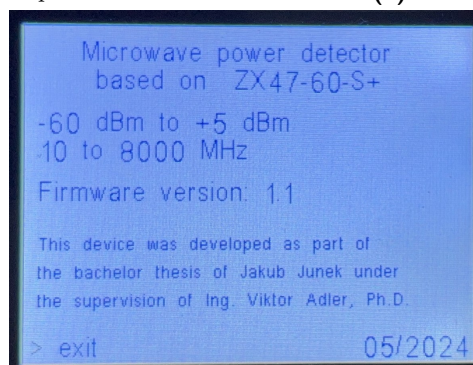 Microwave power detector
based on ZX47-60-S+
-60 dBm to +5 dBm
10 to 8000 MHz
Firmware version: 1.1
This device was developed as part of
the bachelor thesis of Jakub Junek under
the supervision of Ing. Viktor Adler, Ph.D.
> exit 05/2024